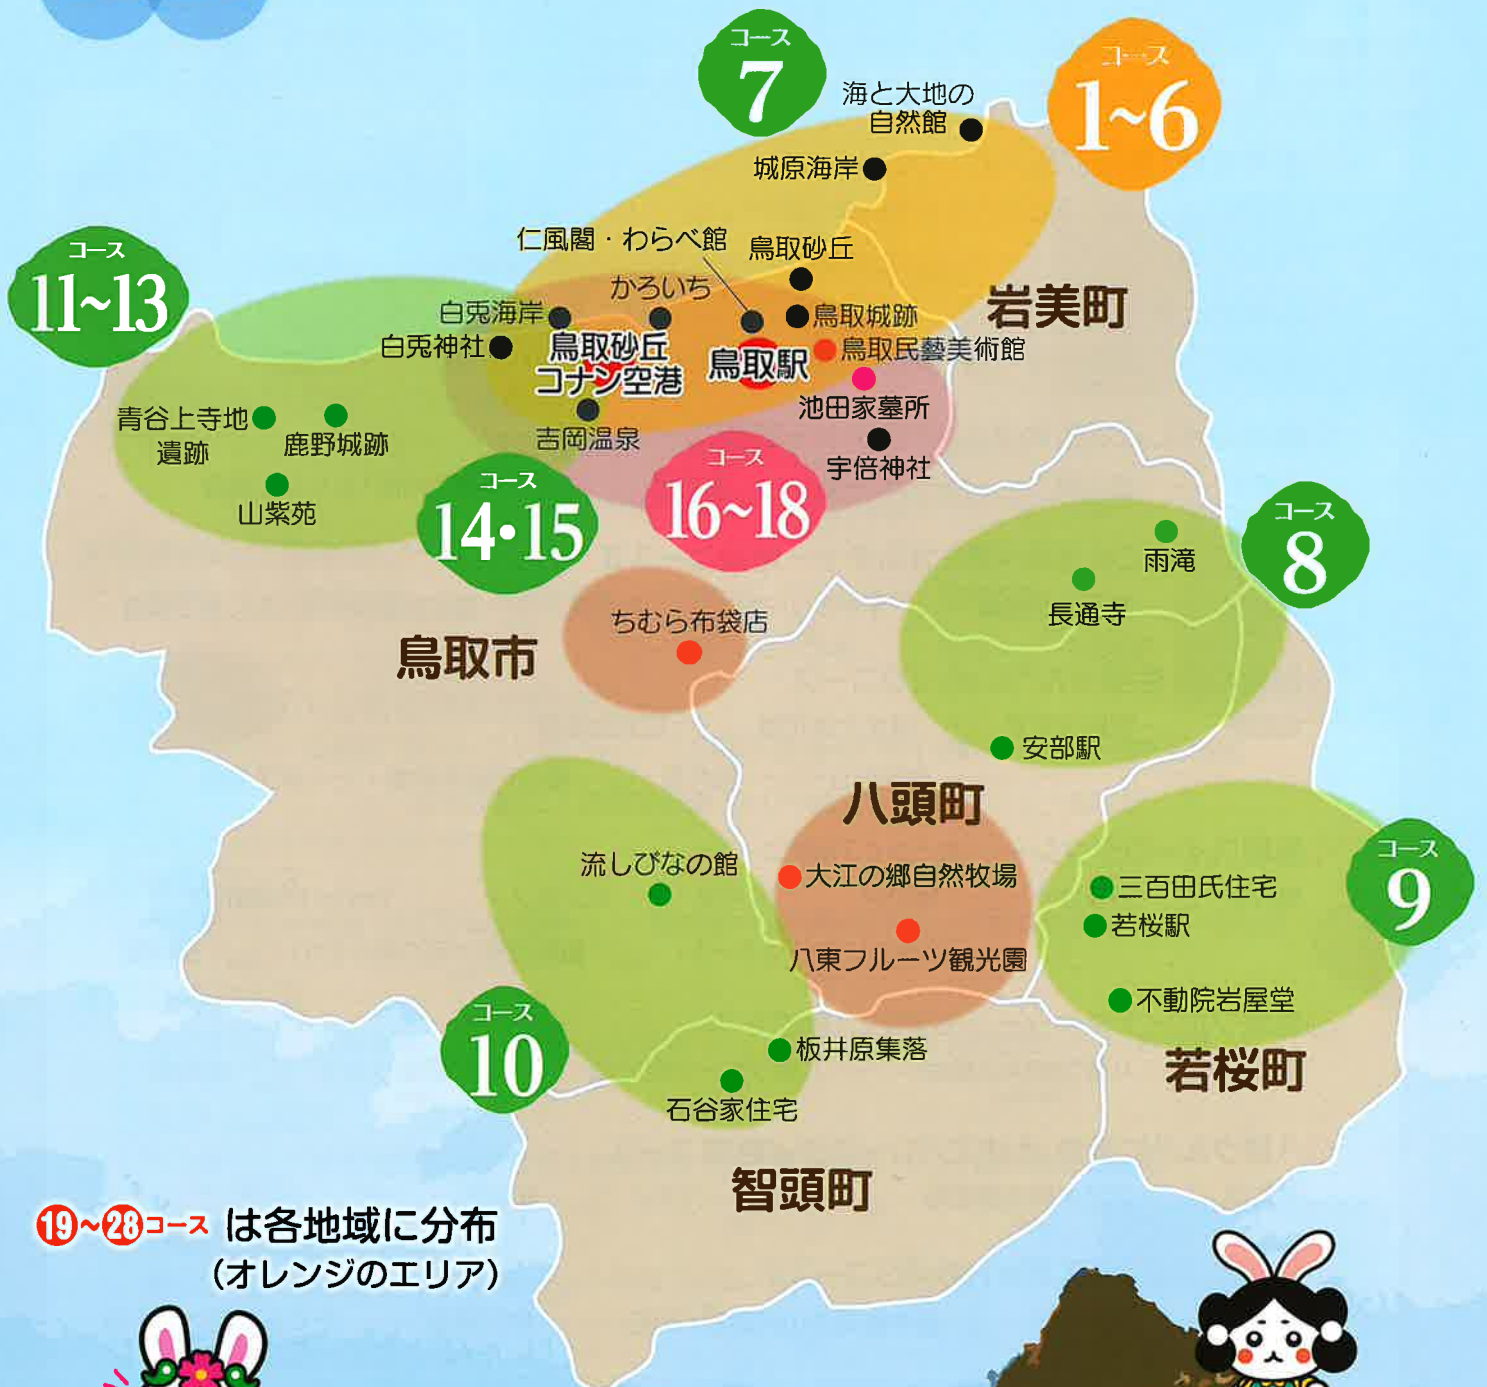 コース
7
コース
1~6
海と大地の
自然館
城原海岸
仁風閣・わらべ館
鳥取砂丘
コース
11~13
かろいち
白兎海岸
鳥取城跡
岩美町
白兎神社
鳥取砂丘
コナン空港
鳥取駅
鳥取民藝美術館
池田家墓所
青谷上寺地
遺跡
鹿野城跡
吉岡温泉
宇倍神社
山紫苑
コース
14・15
コース
16~18
コース
8
雨滝
長通寺
ちむら布袋店
鳥取市
安部駅
八頭町
流しびなの館
大江の郷自然牧場
三百田氏住宅
コース
9
若桜駅
八東フルーツ観光園
不動院岩屋堂
コース
10
板井原集落
若桜町
石谷家住宅
智頭町
19~28コース は各地域に分布
(オレンジのエリア)